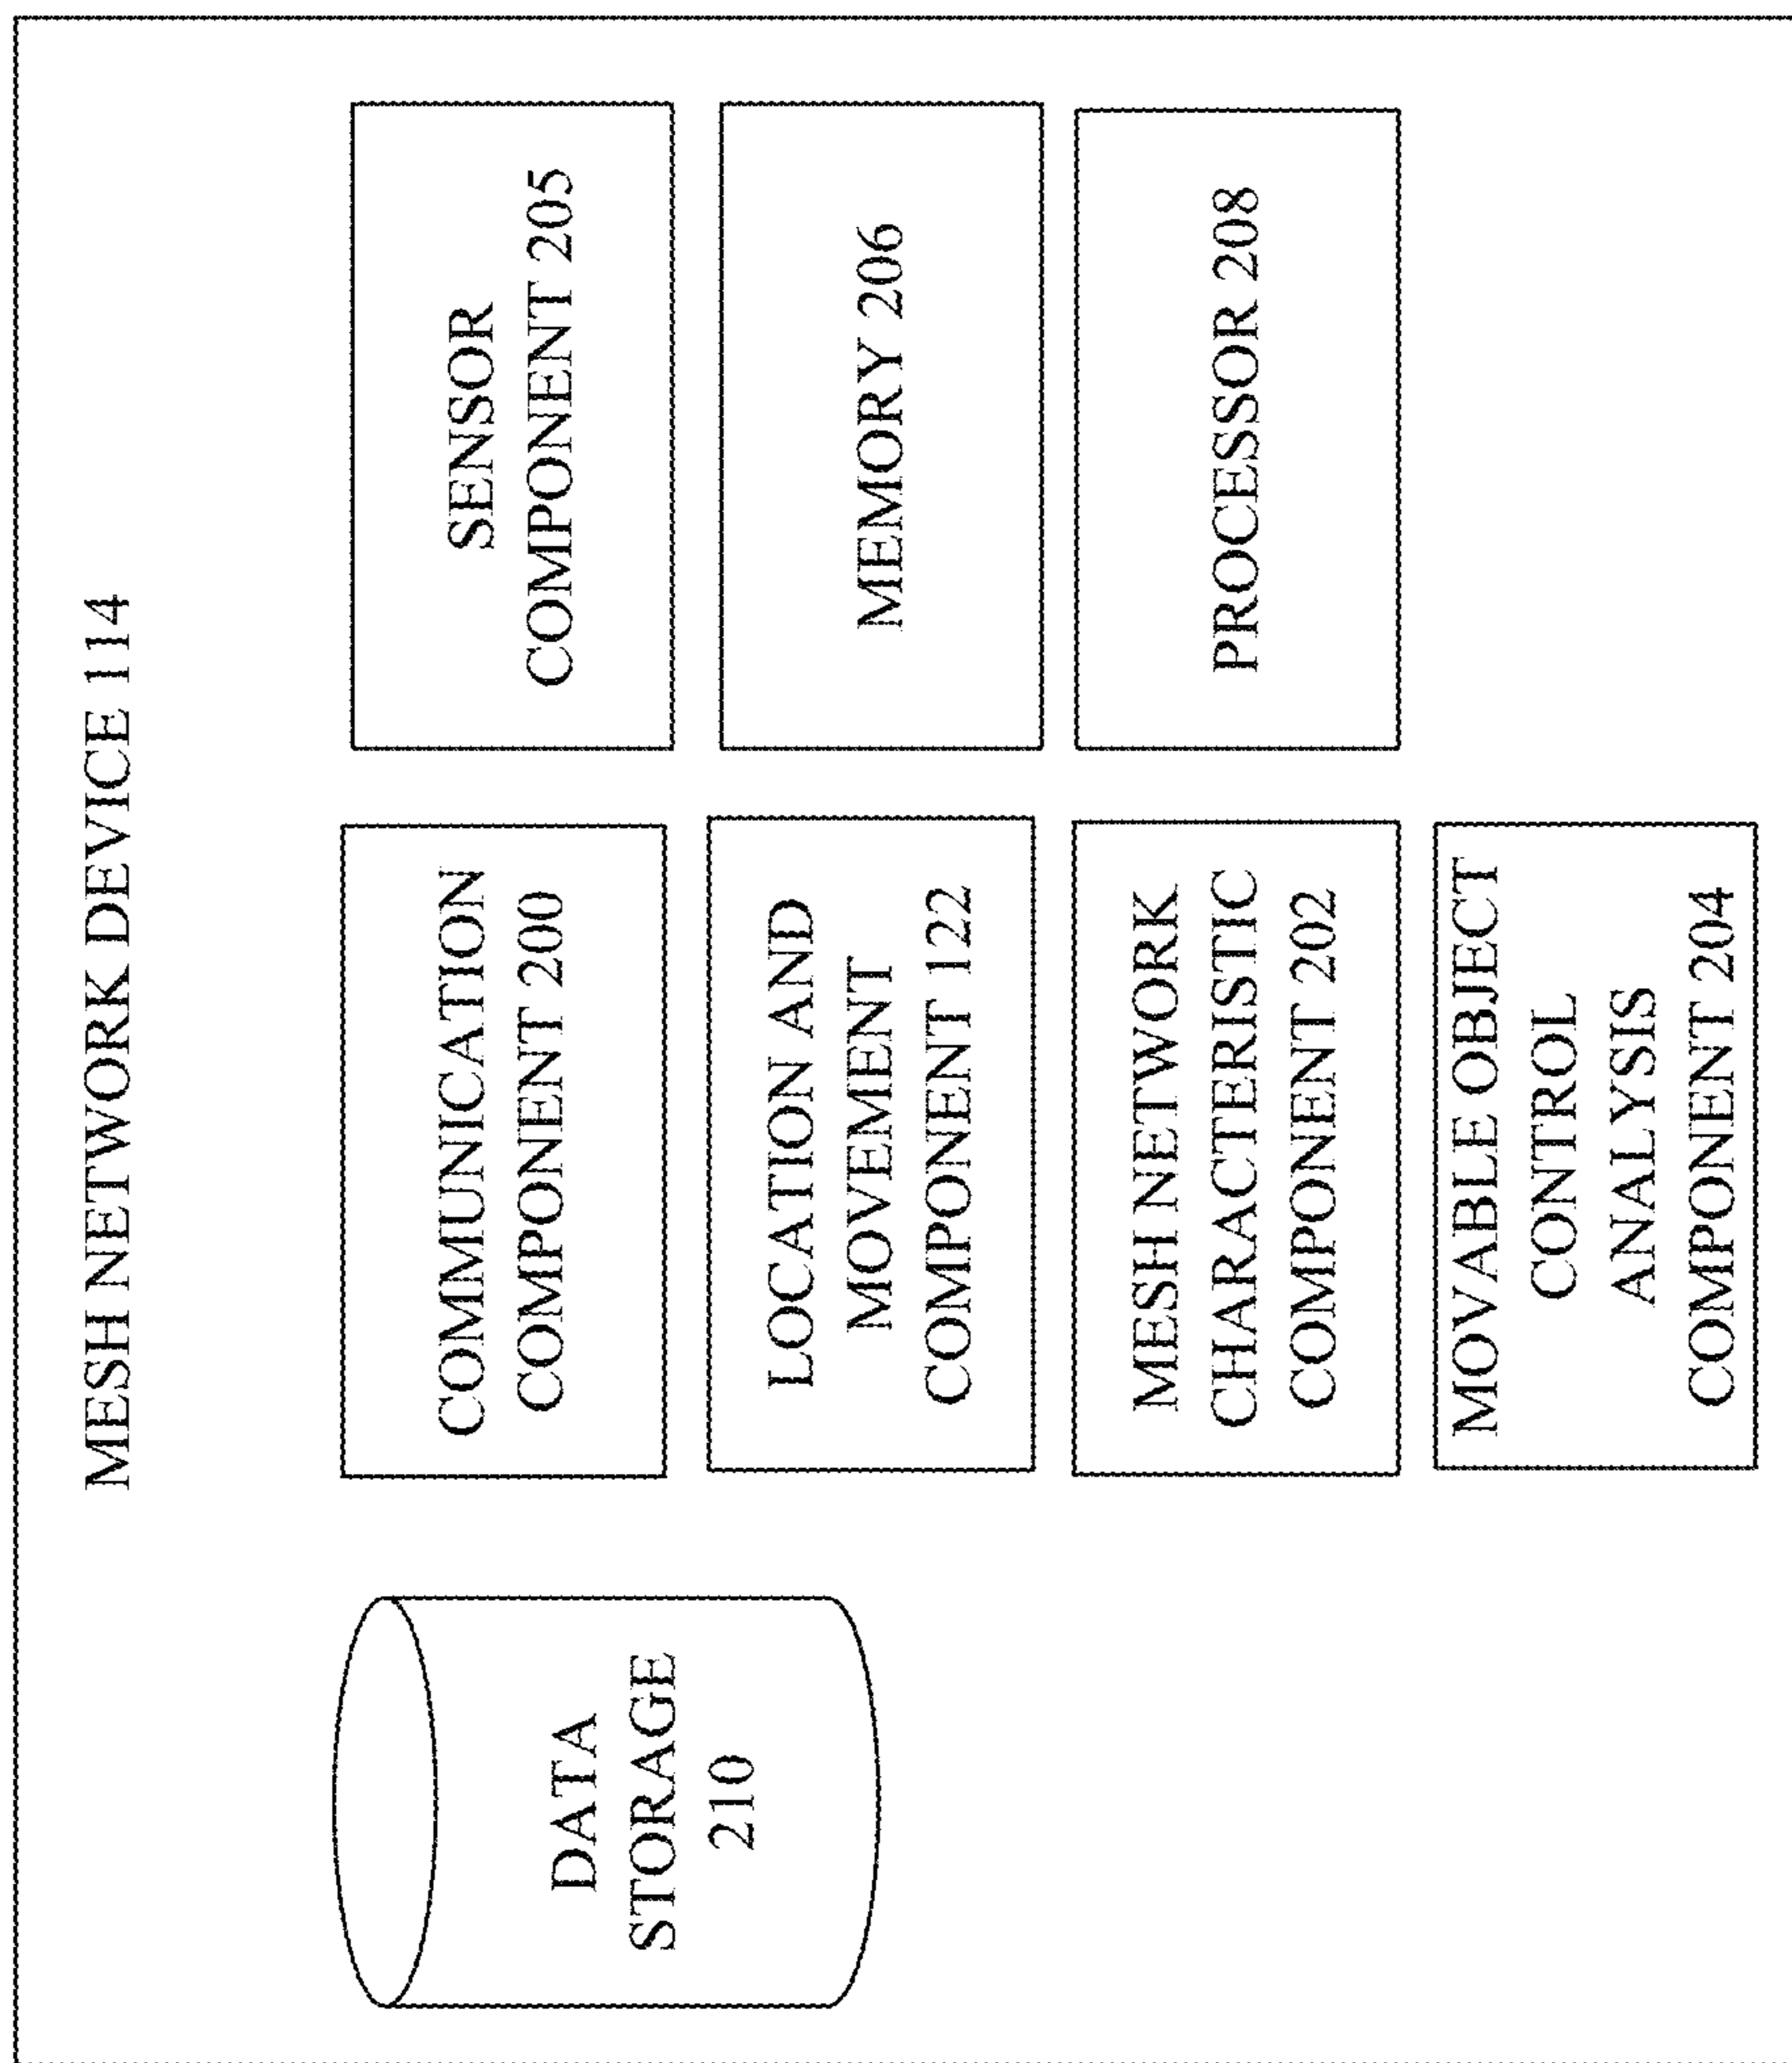 MESH NETWORK DEVICE 114
DATA
STORAGE
210
COMMUNICATION
COMPONENT 200
LOCATION AND
MOVEMENT
COMPONENT 122
MESH NETWORK
CHARACTERISTIC
COMPONENT 202
MOVABLE OBJECT
CONTROL
ANALYSIS
COMPONENT 204
SENSOR
COMPONENT 205
MEMORY 206
PROCESSOR 208